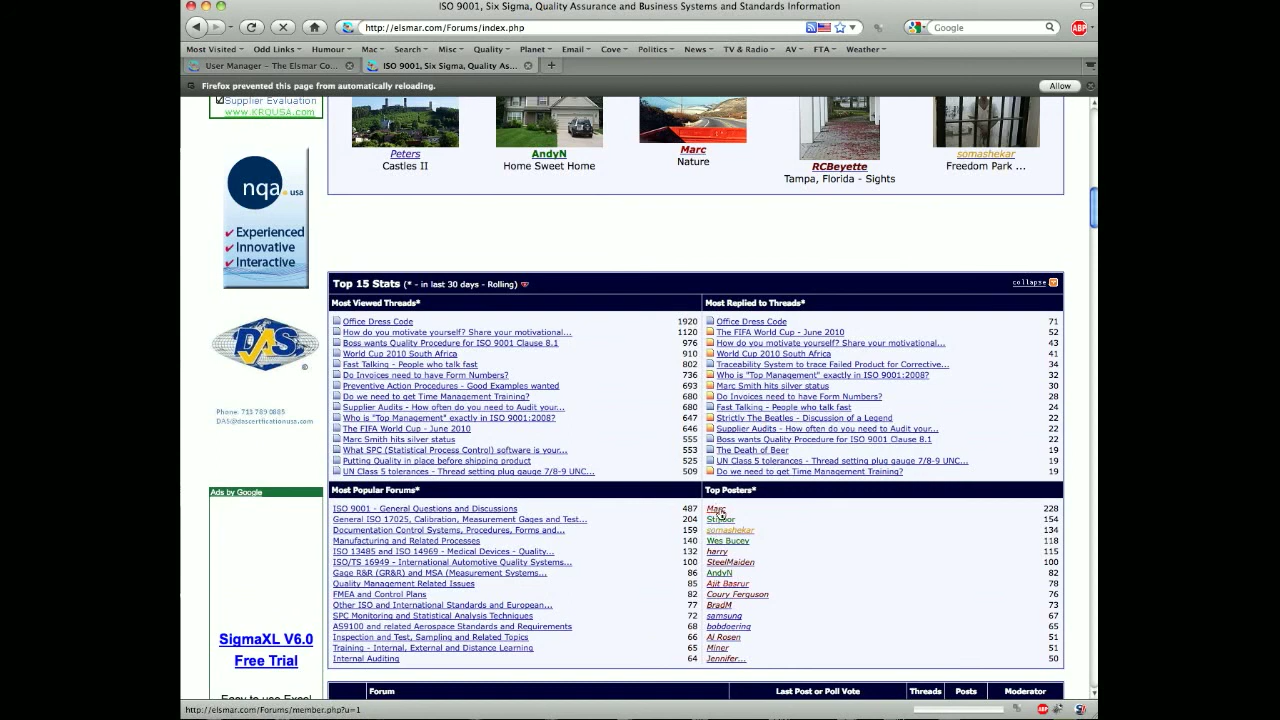 ISO 9001, Six Sigma, Quality Assurance and Business Systems and Standards Information
http://elsmar.com/Forums/index.php
Google
ABP
Most Visited
Odd Links
Humour
Mac
Search
Misc
Quality
Planet
Email
Cove
Politics
News
TV & Radio
AV
FTA
Weather
User Manager – The Elsmar Co...
ISO 9001, Six Sigma, Quality As...
Firefox prevented this page from automatically reloading.
Allow
Supplier Evaluation
www.KRQUSA.com
Peters
Castles II
AndyN
Home Sweet Home
Marc
Nature
RCBeyette
Tampa, Florida - Sights
somashekar
Freedom Park ...
nqa.usa
Experienced
Innovative
Interactive
DAS
Phone: 713 789 0885
DAS@dascertificationusa.com
Ads by Google
SigmaXL V6.0
Free Trial
Easy to use Excel
Top 15 Stats (* - in last 30 days - Rolling)
collapse
Most Viewed Threads*
Office Dress Code 1920
How do you motivate yourself? Share your motivational... 1120
Boss wants Quality Procedure for ISO 9001 Clause 8.1 976
World Cup 2010 South Africa 910
Fast Talking - People who talk fast 802
Do Invoices need to have Form Numbers? 736
Preventive Action Procedures - Good Examples wanted 693
Do we need to get Time Management Training? 680
Supplier Audits - How often do you need to Audit your... 680
Who is "Top Management" exactly in ISO 9001:2008? 647
The FIFA World Cup - June 2010 646
Marc Smith hits silver status 555
What SPC (Statistical Process Control) software is your... 553
Putting Quality in place before shipping product 525
UN Class 5 tolerances - Thread setting plug gauge 7/8-9 UNC... 509
Most Replied to Threads*
Office Dress Code 71
The FIFA World Cup - June 2010 52
How do you motivate yourself? Share your motivational... 43
World Cup 2010 South Africa 41
Traceability System to trace Failed Product for Corrective... 34
Who is "Top Management" exactly in ISO 9001:2008? 32
Marc Smith hits silver status 30
Do Invoices need to have Form Numbers? 28
Fast Talking - People who talk fast 24
Strictly The Beatles - Discussion of a Legend 22
Supplier Audits - How often do you need to Audit your... 22
Boss wants Quality Procedure for ISO 9001 Clause 8.1 22
The Death of Beer 19
UN Class 5 tolerances - Thread setting plug gauge 7/8-9 UNC... 19
Do we need to get Time Management Training? 19
Most Popular Forums*
ISO 9001 - General Questions and Discussions 487
General ISO 17025, Calibration, Measurement Gages and Test... 204
Documentation Control Systems, Procedures, Forms and... 159
Manufacturing and Related Processes 140
ISO 13485 and ISO 14969 - Medical Devices - Quality... 132
ISO/TS 16949 - International Automotive Quality Systems... 100
Gage R&R (GR&R) and MSA (Measurement Systems... 86
Quality Management Related Issues 85
FMEA and Control Plans 82
Other ISO and International Standards and European... 73
SPC Monitoring and Statistical Analysis Techniques 72
AS9100 and related Aerospace Standards and Requirements 68
Inspection and Test, Sampling and Related Topics 66
Training - Internal, External and Distance Learning 65
Internal Auditing 64
Top Posters*
Marc 228
Stijloor 154
somashekar 134
Wes Bucey 118
harry 115
SteelMaiden 100
AndyN 82
Ajit Basrur 78
Coury Ferguson 76
BradM 73
samsung 67
bobdoering 65
Al Rosen 51
Miner 51
Jennifer... 50
Forum
Last Post or Poll Vote
Threads
Posts
Moderator
http://elsmar.com/Forums/member.php?u=1
ABP